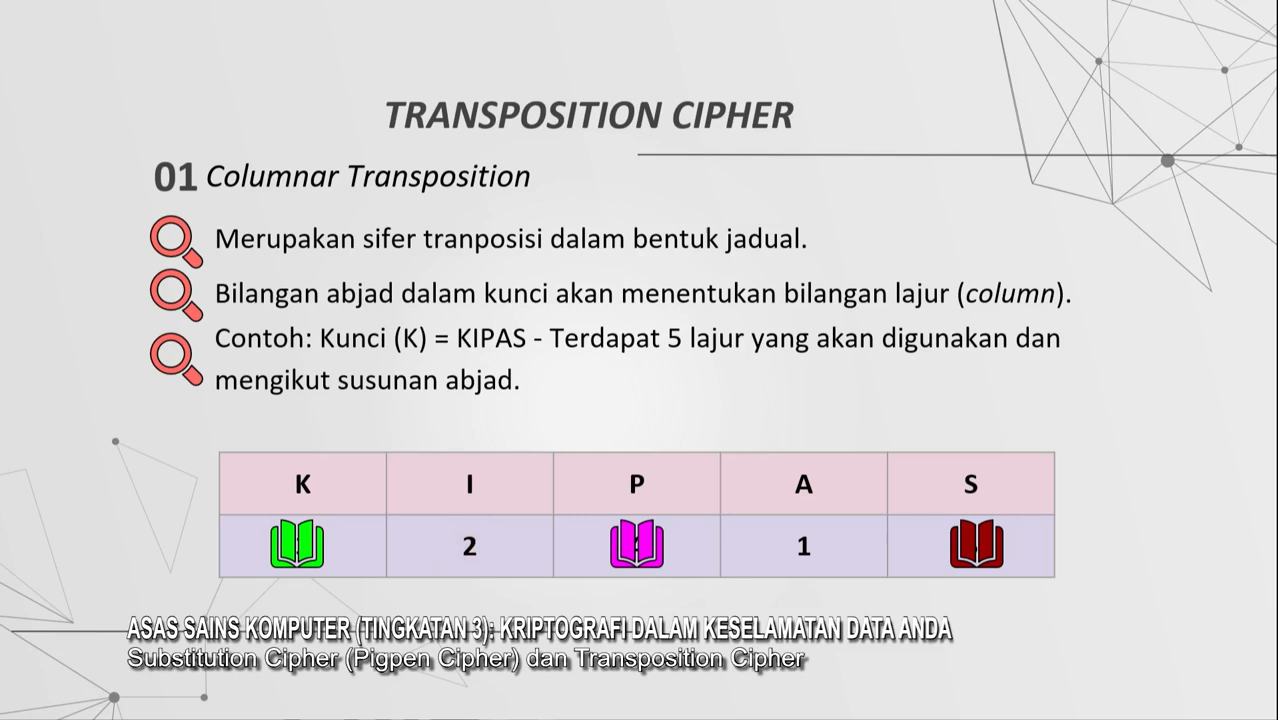 TRANSPOSITION CIPHER
01 Columnar Transposition
Merupakan sifer tranposisi dalam bentuk jadual.
Bilangan abjad dalam kunci akan menentukan bilangan lajur (column).
Contoh: Kunci (K) = KIPAS - Terdapat 5 lajur yang akan digunakan dan
mengikut susunan abjad.
K I P A S
2 1
ASAS SAINS KOMPUTER (TINGKATAN 3): KRIPTOGRAFI DALAM KESELAMATAN DATA ANDA
Substitution Cipher (Pigpen Cipher) dan Transposition Cipher